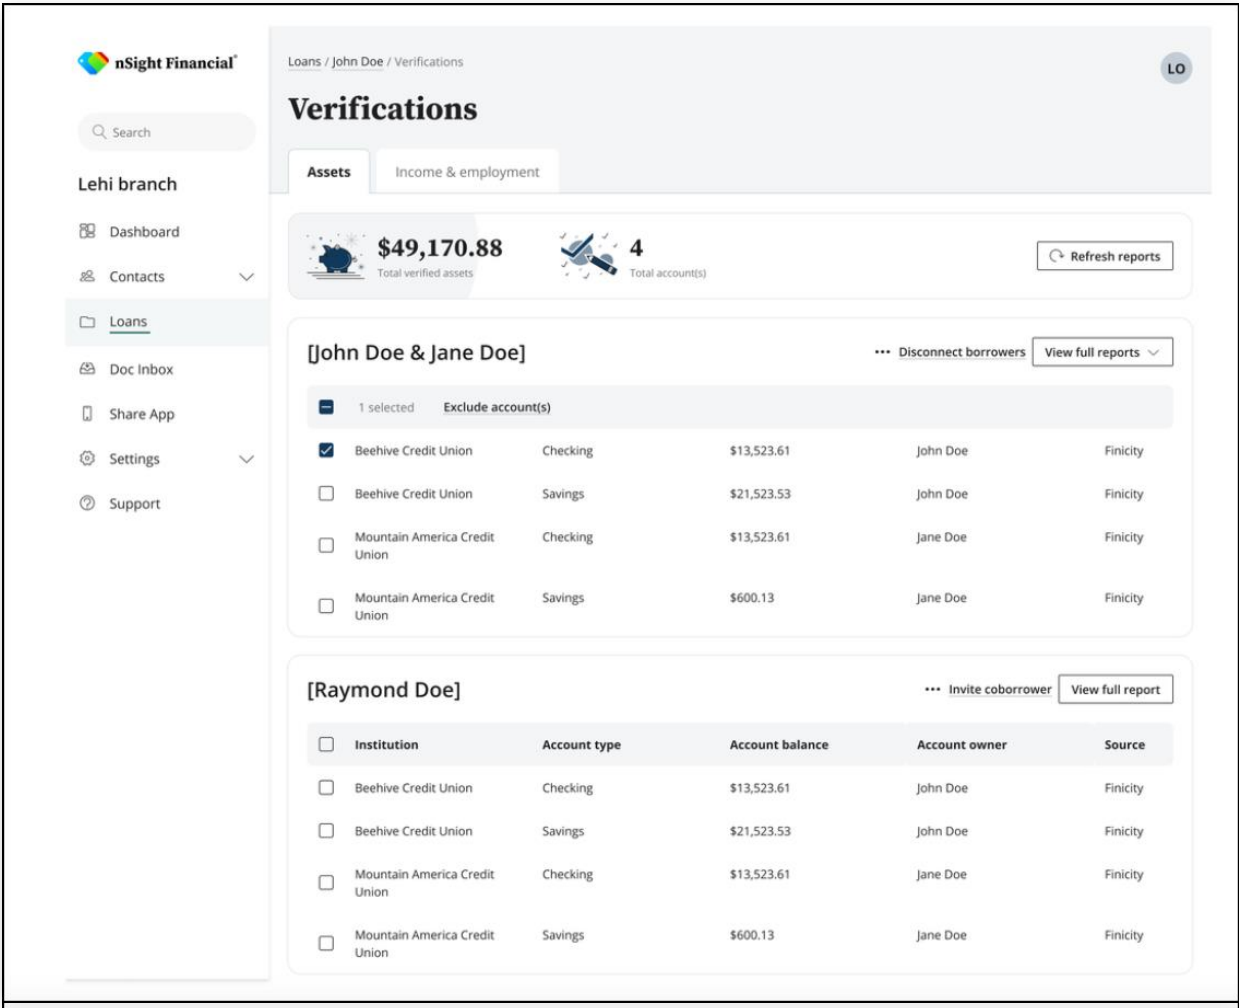 nSight Financial®
Search
Lehi branch
Dashboard
Contacts
Loans
Doc Inbox
Share App
Settings
Support
Loans / John Doe / Verifications
LO
Verifications
Assets
Income & employment
$49,170.88
Total verified assets
4
Total account(s)
Refresh reports
[John Doe & Jane Doe]
••• Disconnect borrowers View full reports
1 selected Exclude account(s)
Beehive Credit Union Checking $13,523.61 John Doe Finicity
Beehive Credit Union Savings $21,523.53 John Doe Finicity
Mountain America Credit Checking $13,523.61 Jane Doe Finicity
Union
Mountain America Credit Savings $600.13 Jane Doe Finicity
Union
[Raymond Doe]
••• Invite coborrower View full report
Institution Account type Account balance Account owner Source
Beehive Credit Union Checking $13,523.61 John Doe Finicity
Beehive Credit Union Savings $21,523.53 John Doe Finicity
Mountain America Credit Checking $13,523.61 Jane Doe Finicity
Union
Mountain America Credit Savings $600.13 Jane Doe Finicity
Union